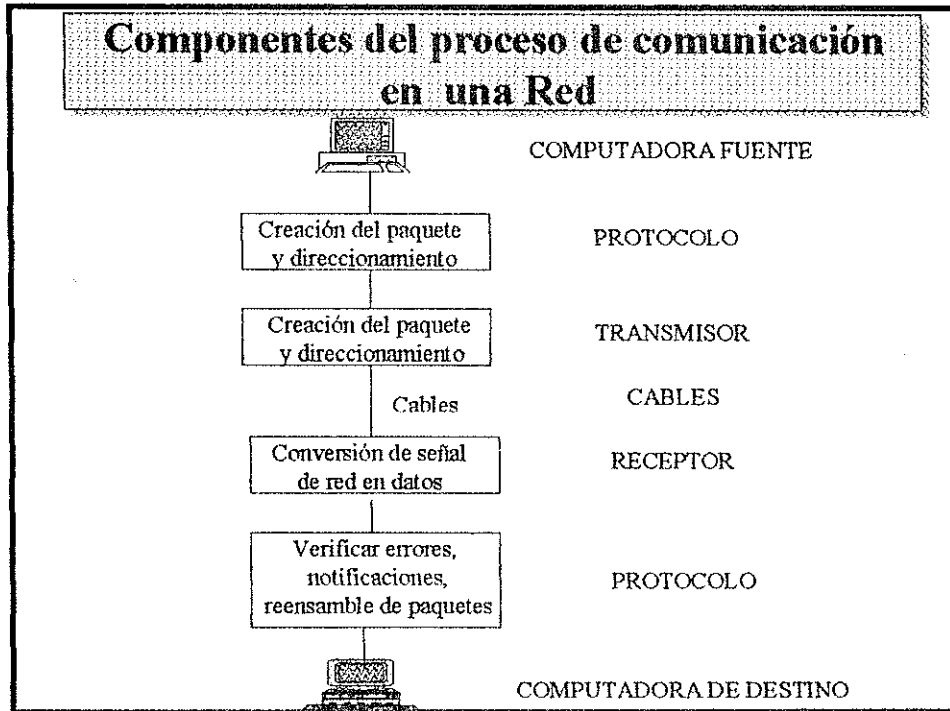 Componentes del proceso de comunicación
en una Red
COMPUTADORA FUENTE
Creación del paquete
y direccionamiento
PROTOCOLO
Creación del paquete
y direccionamiento
TRANSMISOR
Cables
CABLES
Conversión de señal
de red en datos
RECEPTOR
Verificar errores,
notificaciones,
reensamble de paquetes
PROTOCOLO
COMPUTADORA DE DESTINO